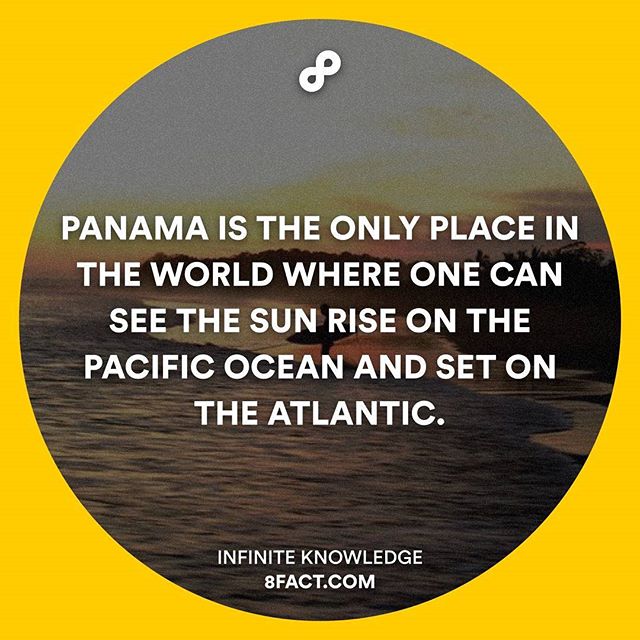 PANAMA IS THE ONLY PLACE IN
THE WORLD WHERE ONE CAN
SEE THE SUN RISE ON THE
PACIFIC OCEAN AND SET ON
THE ATLANTIC.
INFINITE KNOWLEDGE
8FACT.COM